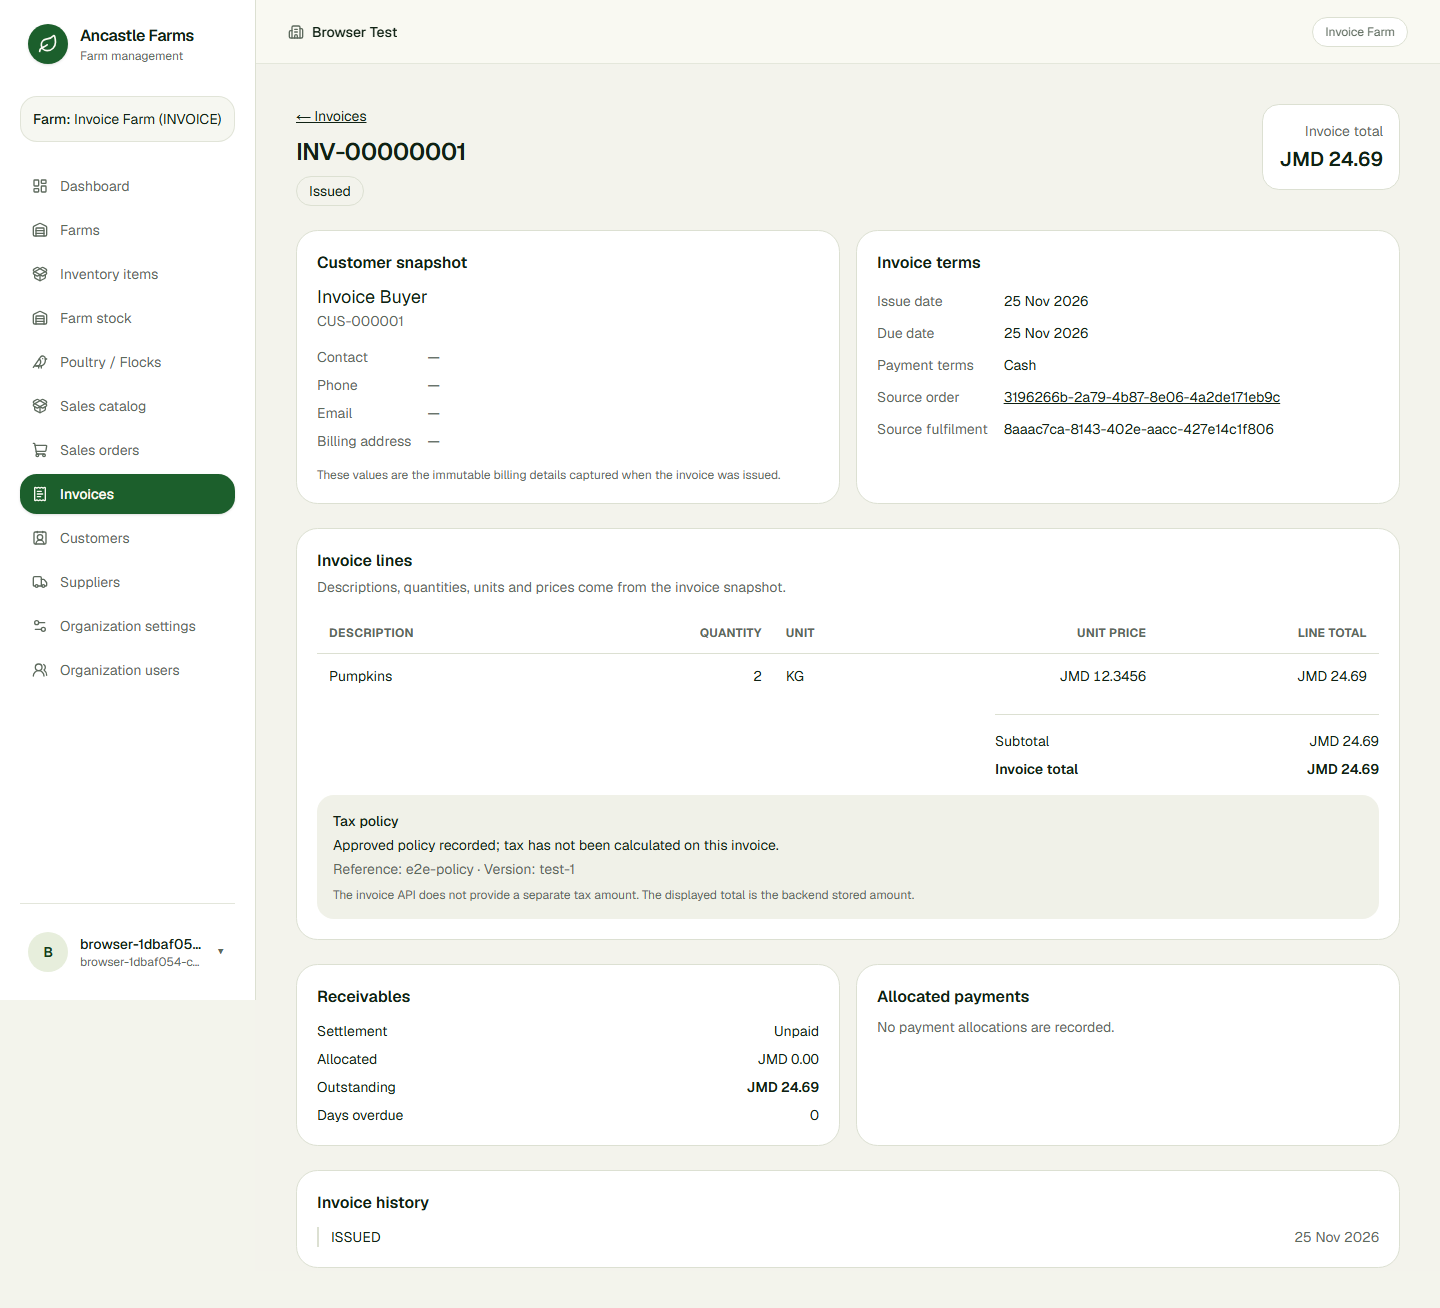 Ancastle Farms
Farm management
Farm: Invoice Farm (INVOICE)
Dashboard
Farms
Inventory items
Farm stock
Poultry / Flocks
Sales catalog
Sales orders
Invoices
Customers
Suppliers
Organization settings
Organization users
B
browser-1dbaf05...
browser-1dbaf054-c...
Browser Test
Invoice Farm
← Invoices
INV-00000001
Issued
Invoice total
JMD 24.69
Customer snapshot
Invoice Buyer
CUS-000001
Contact —
Phone —
Email —
Billing address —
These values are the immutable billing details captured when the invoice was issued.
Invoice terms
Issue date 25 Nov 2026
Due date 25 Nov 2026
Payment terms Cash
Source order 3196266b-2a79-4b87-8e06-4a2de171eb9c
Source fulfilment 8aaac7ca-8143-402e-aacc-427e14c1f806
Invoice lines
Descriptions, quantities, units and prices come from the invoice snapshot.
DESCRIPTION QUANTITY UNIT UNIT PRICE LINE TOTAL
Pumpkins 2 KG JMD 12.3456 JMD 24.69
Subtotal JMD 24.69
Invoice total JMD 24.69
Tax policy
Approved policy recorded; tax has not been calculated on this invoice.
Reference: e2e-policy · Version: test-1
The invoice API does not provide a separate tax amount. The displayed total is the backend stored amount.
Receivables
Settlement Unpaid
Allocated JMD 0.00
Outstanding JMD 24.69
Days overdue 0
Allocated payments
No payment allocations are recorded.
Invoice history
ISSUED 25 Nov 2026